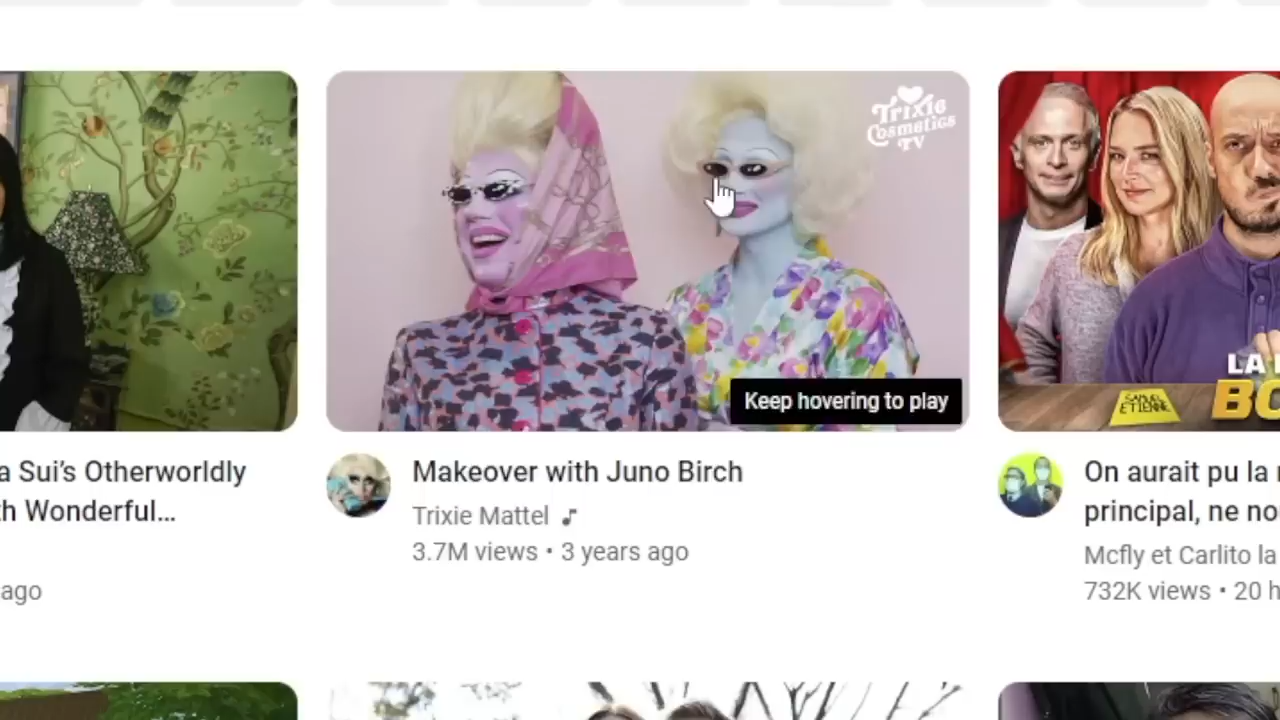 Trixie
Cosmetics
TV
Keep hovering to play
SAMUEL
ETIENNE
LA
BO
a Sui's Otherworldly
th Wonderful...
ago
Makeover with Juno Birch
Trixie Mattel
3.7M views • 3 years ago
On aurait pu la
principal, ne no
Mcfly et Carlito la
732K views • 20 h